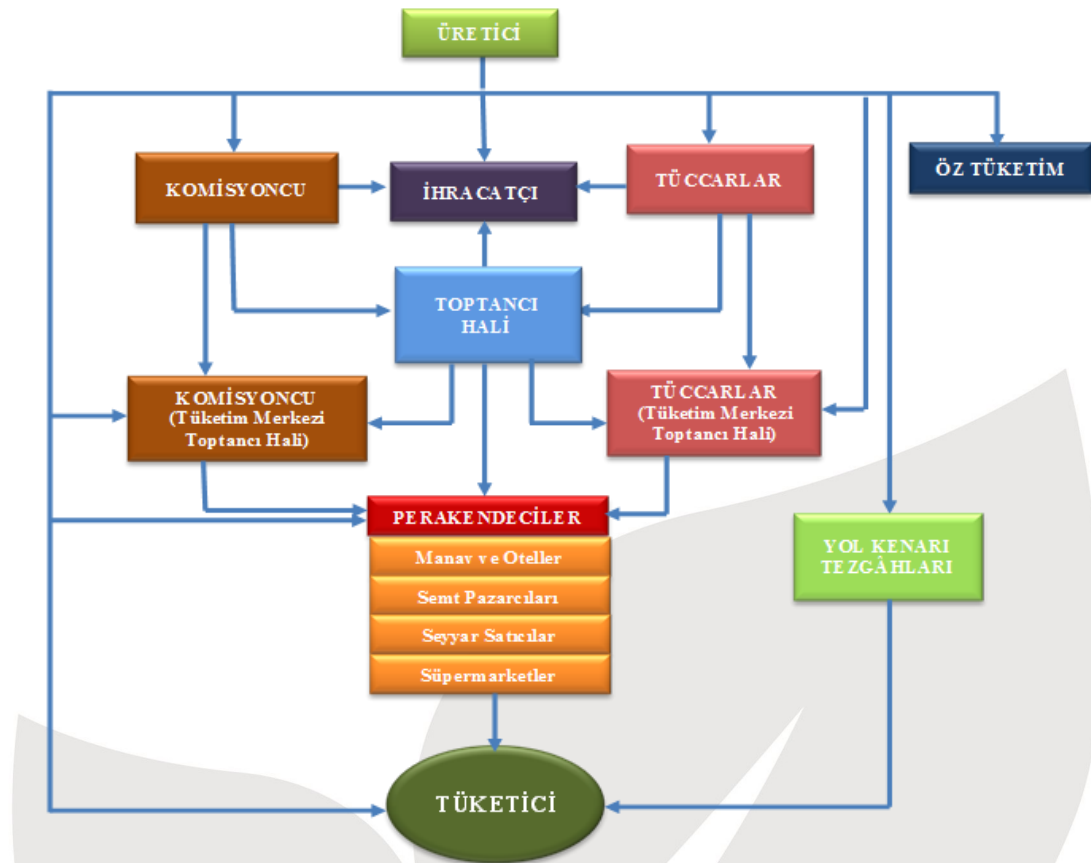 ÜRETİCİ
KOMİSYONCU
İHRACATÇI
TÜCCARLAR
ÖZ TÜKETİM
TOPTANCI
HALİ
KOMİSYONCU
(Tüketim Merkezi
Toptancı Hali)
TÜCCARLAR
(Tüketim Merkezi
Toptancı Hali)
PERAKENDECİLER
Manav ve Oteller
Semt Pazarcıları
Seyyar Satıcılar
Süpermarketler
YOL KENARI
TEZGÂHLARI
TÜKETİCİ